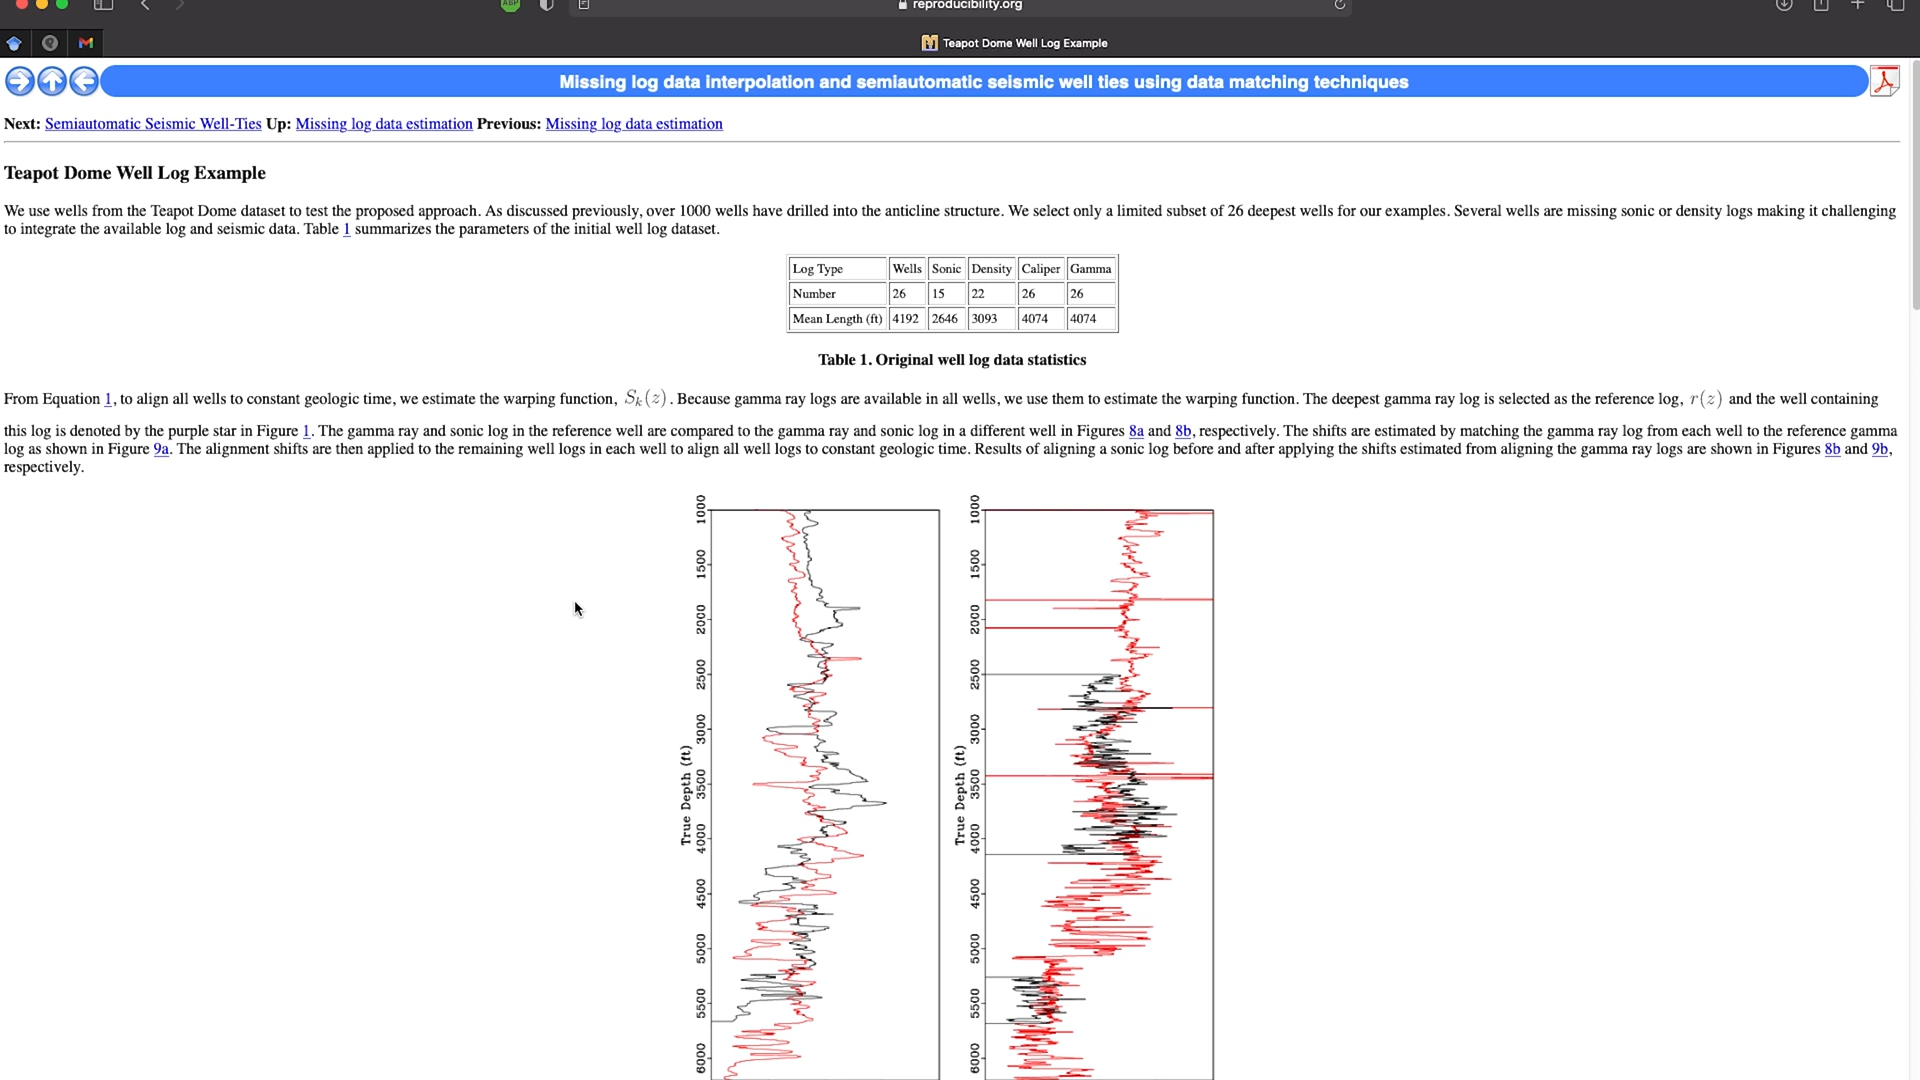 ABP
reproducibility.org
Teapot Dome Well Log Example
Missing log data interpolation and semiautomatic seismic well ties using data matching techniques
Next: Semiautomatic Seismic Well-Ties Up: Missing log data estimation Previous: Missing log data estimation
Teapot Dome Well Log Example
We use wells from the Teapot Dome dataset to test the proposed approach. As discussed previously, over 1000 wells have drilled into the anticline structure. We select only a limited subset of 26 deepest wells for our examples. Several wells are missing sonic or density logs making it challenging
to integrate the available log and seismic data. Table 1 summarizes the parameters of the initial well log dataset.
Log Type Wells Sonic Density Caliper Gamma
Number 26 15 22 26 26
Mean Length (ft) 4192 2646 3093 4074 4074
Table 1. Original well log data statistics
From Equation 1, to align all wells to constant geologic time, we estimate the warping function, S_k(z). Because gamma ray logs are available in all wells, we use them to estimate the warping function. The deepest gamma ray log is selected as the reference log, r(z) and the well containing
this log is denoted by the purple star in Figure 1. The gamma ray and sonic log in the reference well are compared to the gamma ray and sonic log in a different well in Figures 8a and 8b, respectively. The shifts are estimated by matching the gamma ray log from each well to the reference gamma
log as shown in Figure 9a. The alignment shifts are then applied to the remaining well logs in each well to align all well logs to constant geologic time. Results of aligning a sonic log before and after applying the shifts estimated from aligning the gamma ray logs are shown in Figures 8b and 9b,
respectively.
True Depth (ft)
1000 1500 2000 2500 3000 3500 4000 4500 5000 5500 6000
True Depth (ft)
1000 1500 2000 2500 3000 3500 4000 4500 5000 5500 6000